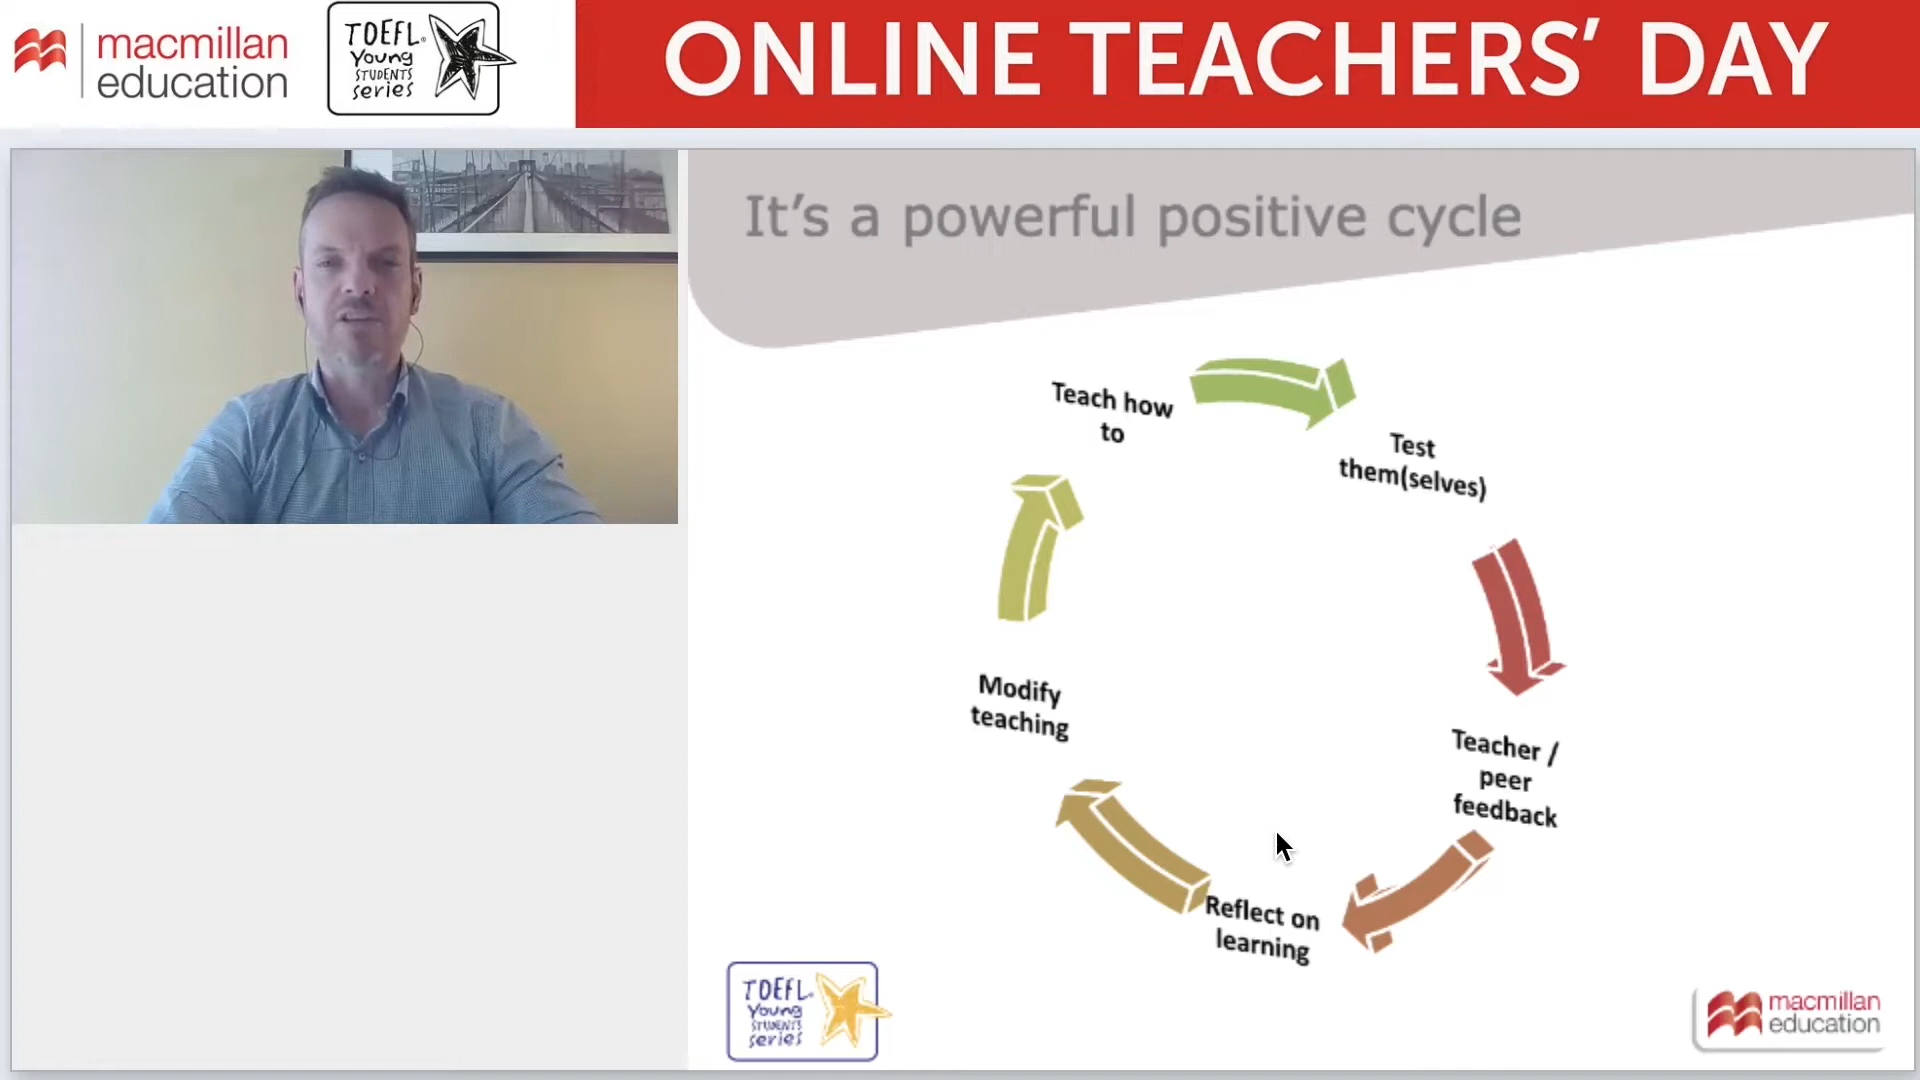 macmillan
education
TOEFL®
Young
STUDENTS
series
ONLINE TEACHERS’ DAY
It’s a powerful positive cycle
Teach how
to
Test
them(selves)
Teacher /
peer
feedback
Reflect on
learning
Modify
teaching
TOEFL.
Young
STUDENTS
series
macmillan
education